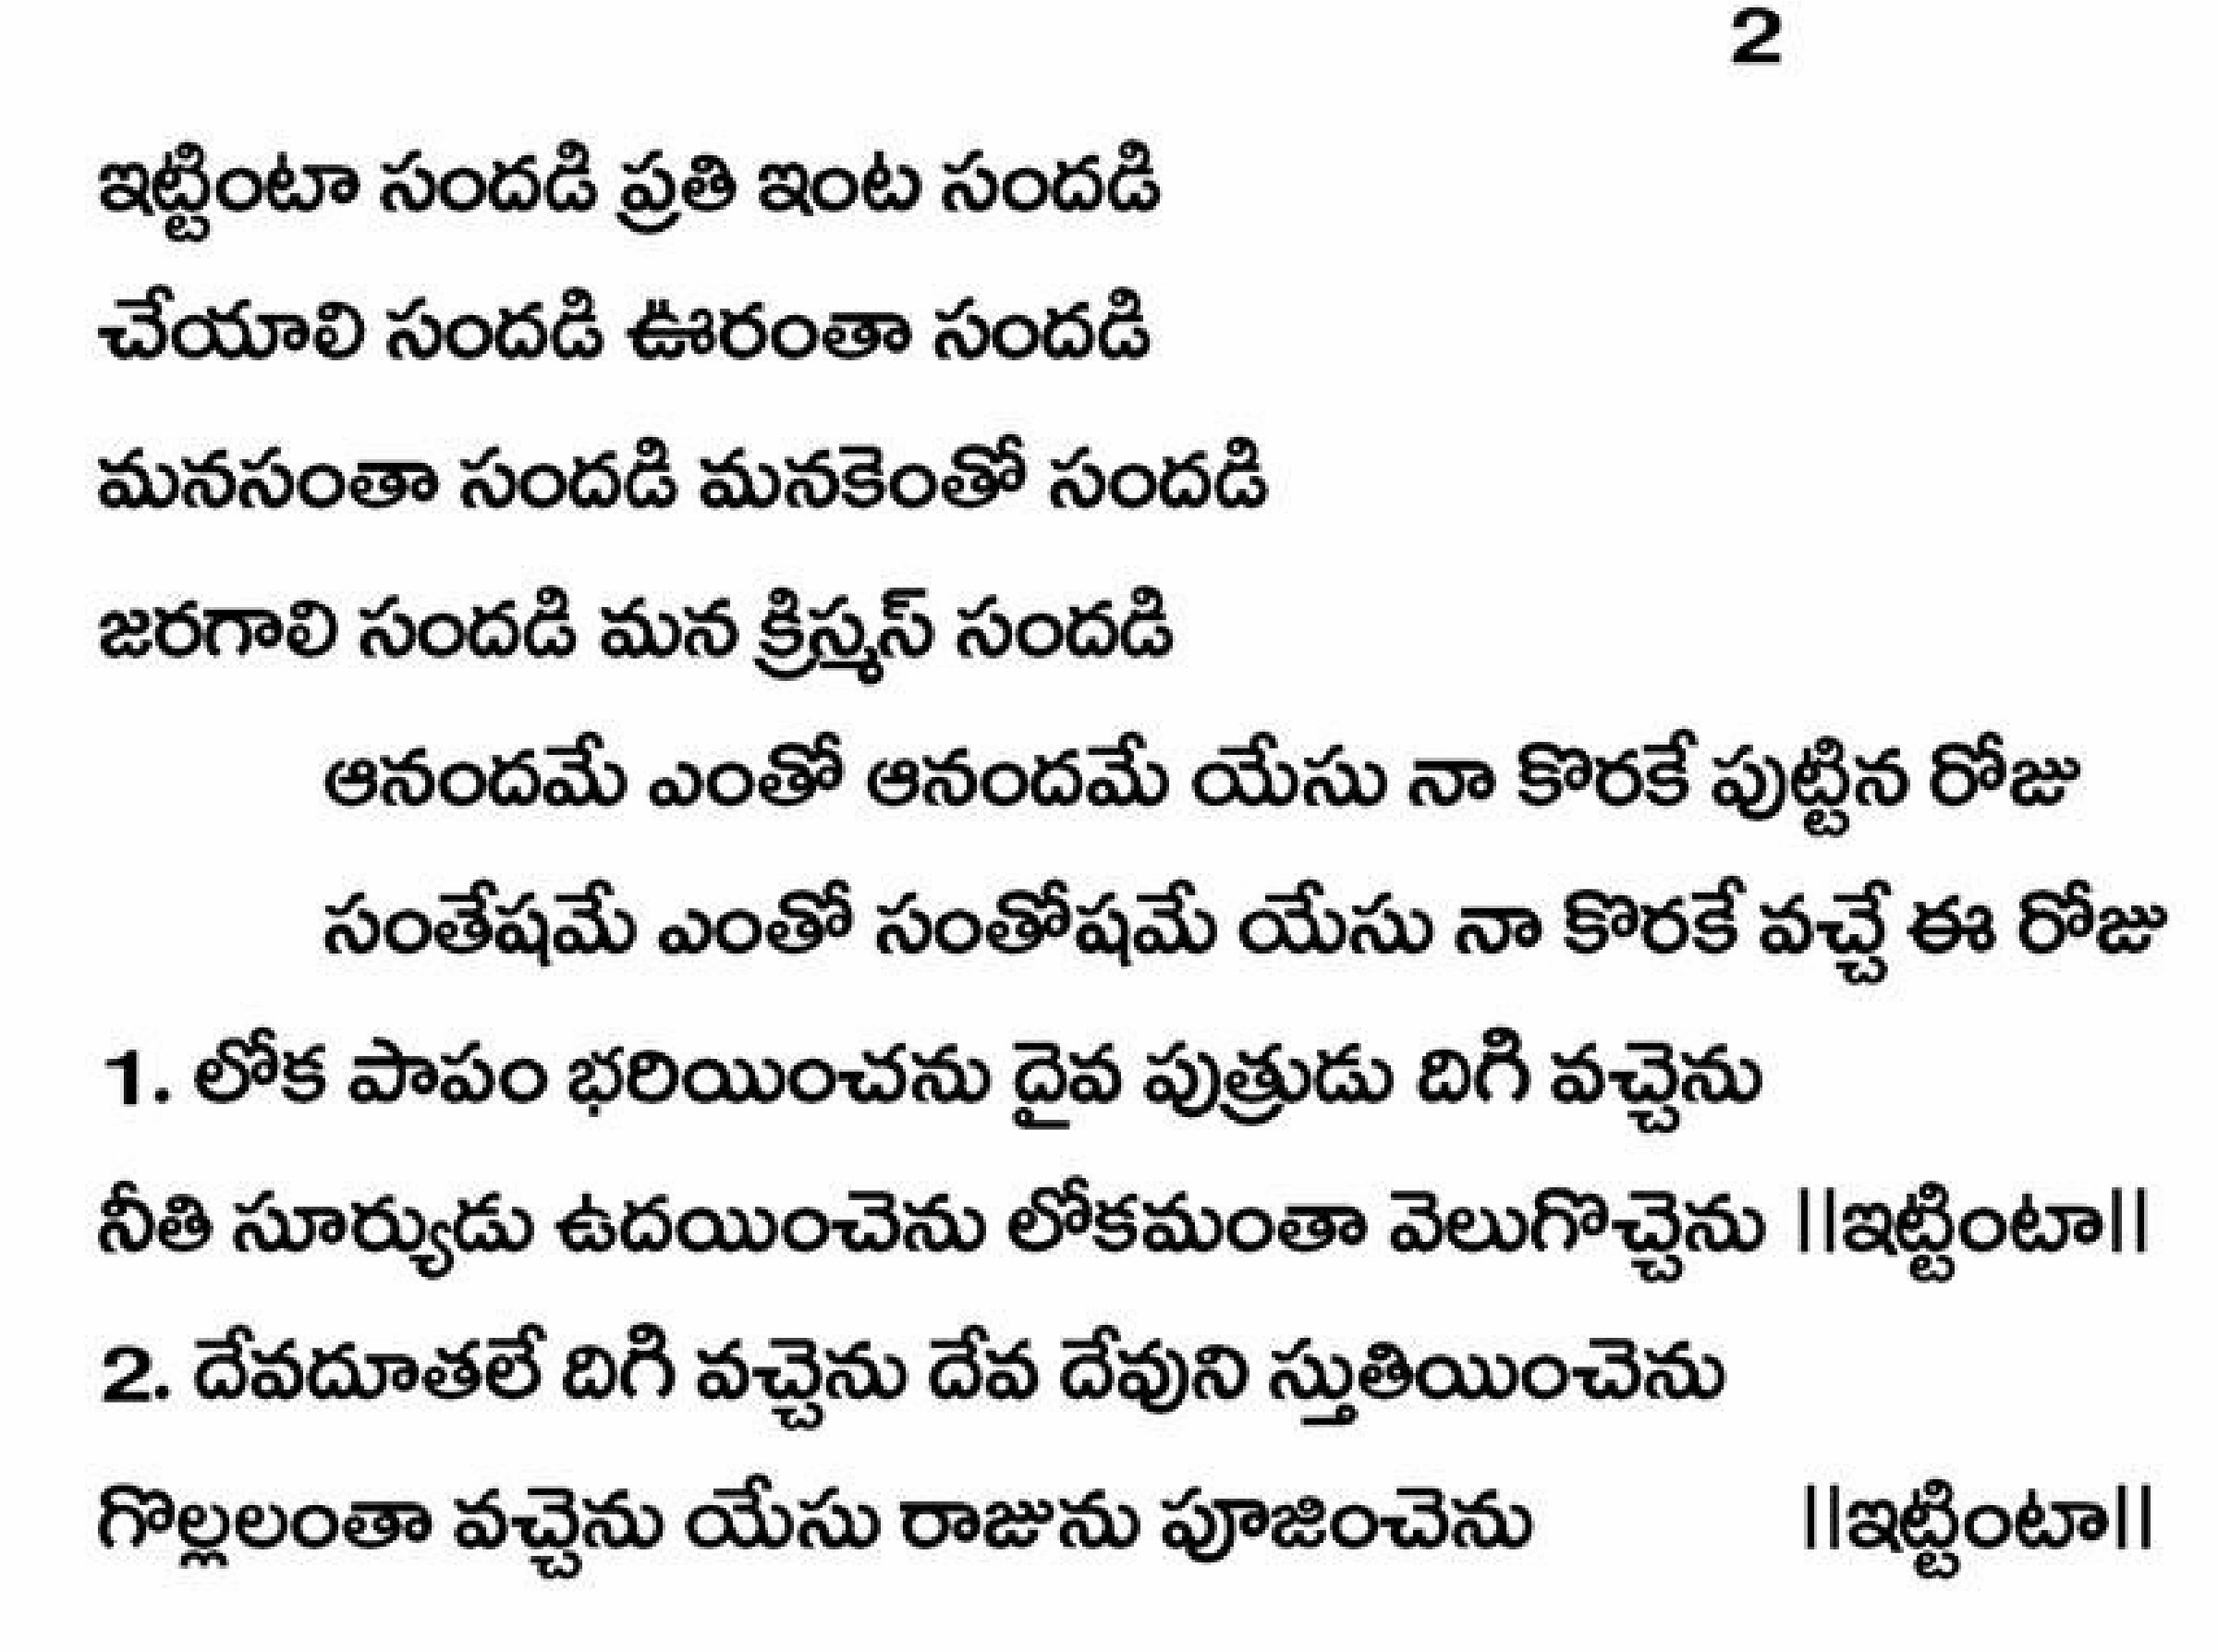 2
ఇట్టింటా సందడి ప్రతి ఇంట సందడి
చేయాలి సందడి ఊరంతా సందడి
మనసంతా సందడి మనకెంతో సందడి
జరగాలి సందడి మన క్రిస్మస్ సందడి
ఆనందమే ఎంతో ఆనందమే యేసు నా కొరకే పుట్టిన రోజు
సంతేషమే ఎంతో సంతోషమే యేసు నా కొరకే వచ్చే ఈ రోజు
1. లోక పాపం భరియించను దైవ పుత్రుడు దిగి వచ్చెను
నీతి సూర్యుడు ఉదయించెను లోకమంతా వెలుగొచ్చెను ||ఇట్టింటా||
2. దేవదూతలే దిగి వచ్చెను దేవ దేవుని స్తుతియించెను
గొల్లలంతా వచ్చెను యేసు రాజును పూజించెను ||ఇట్టింటా||